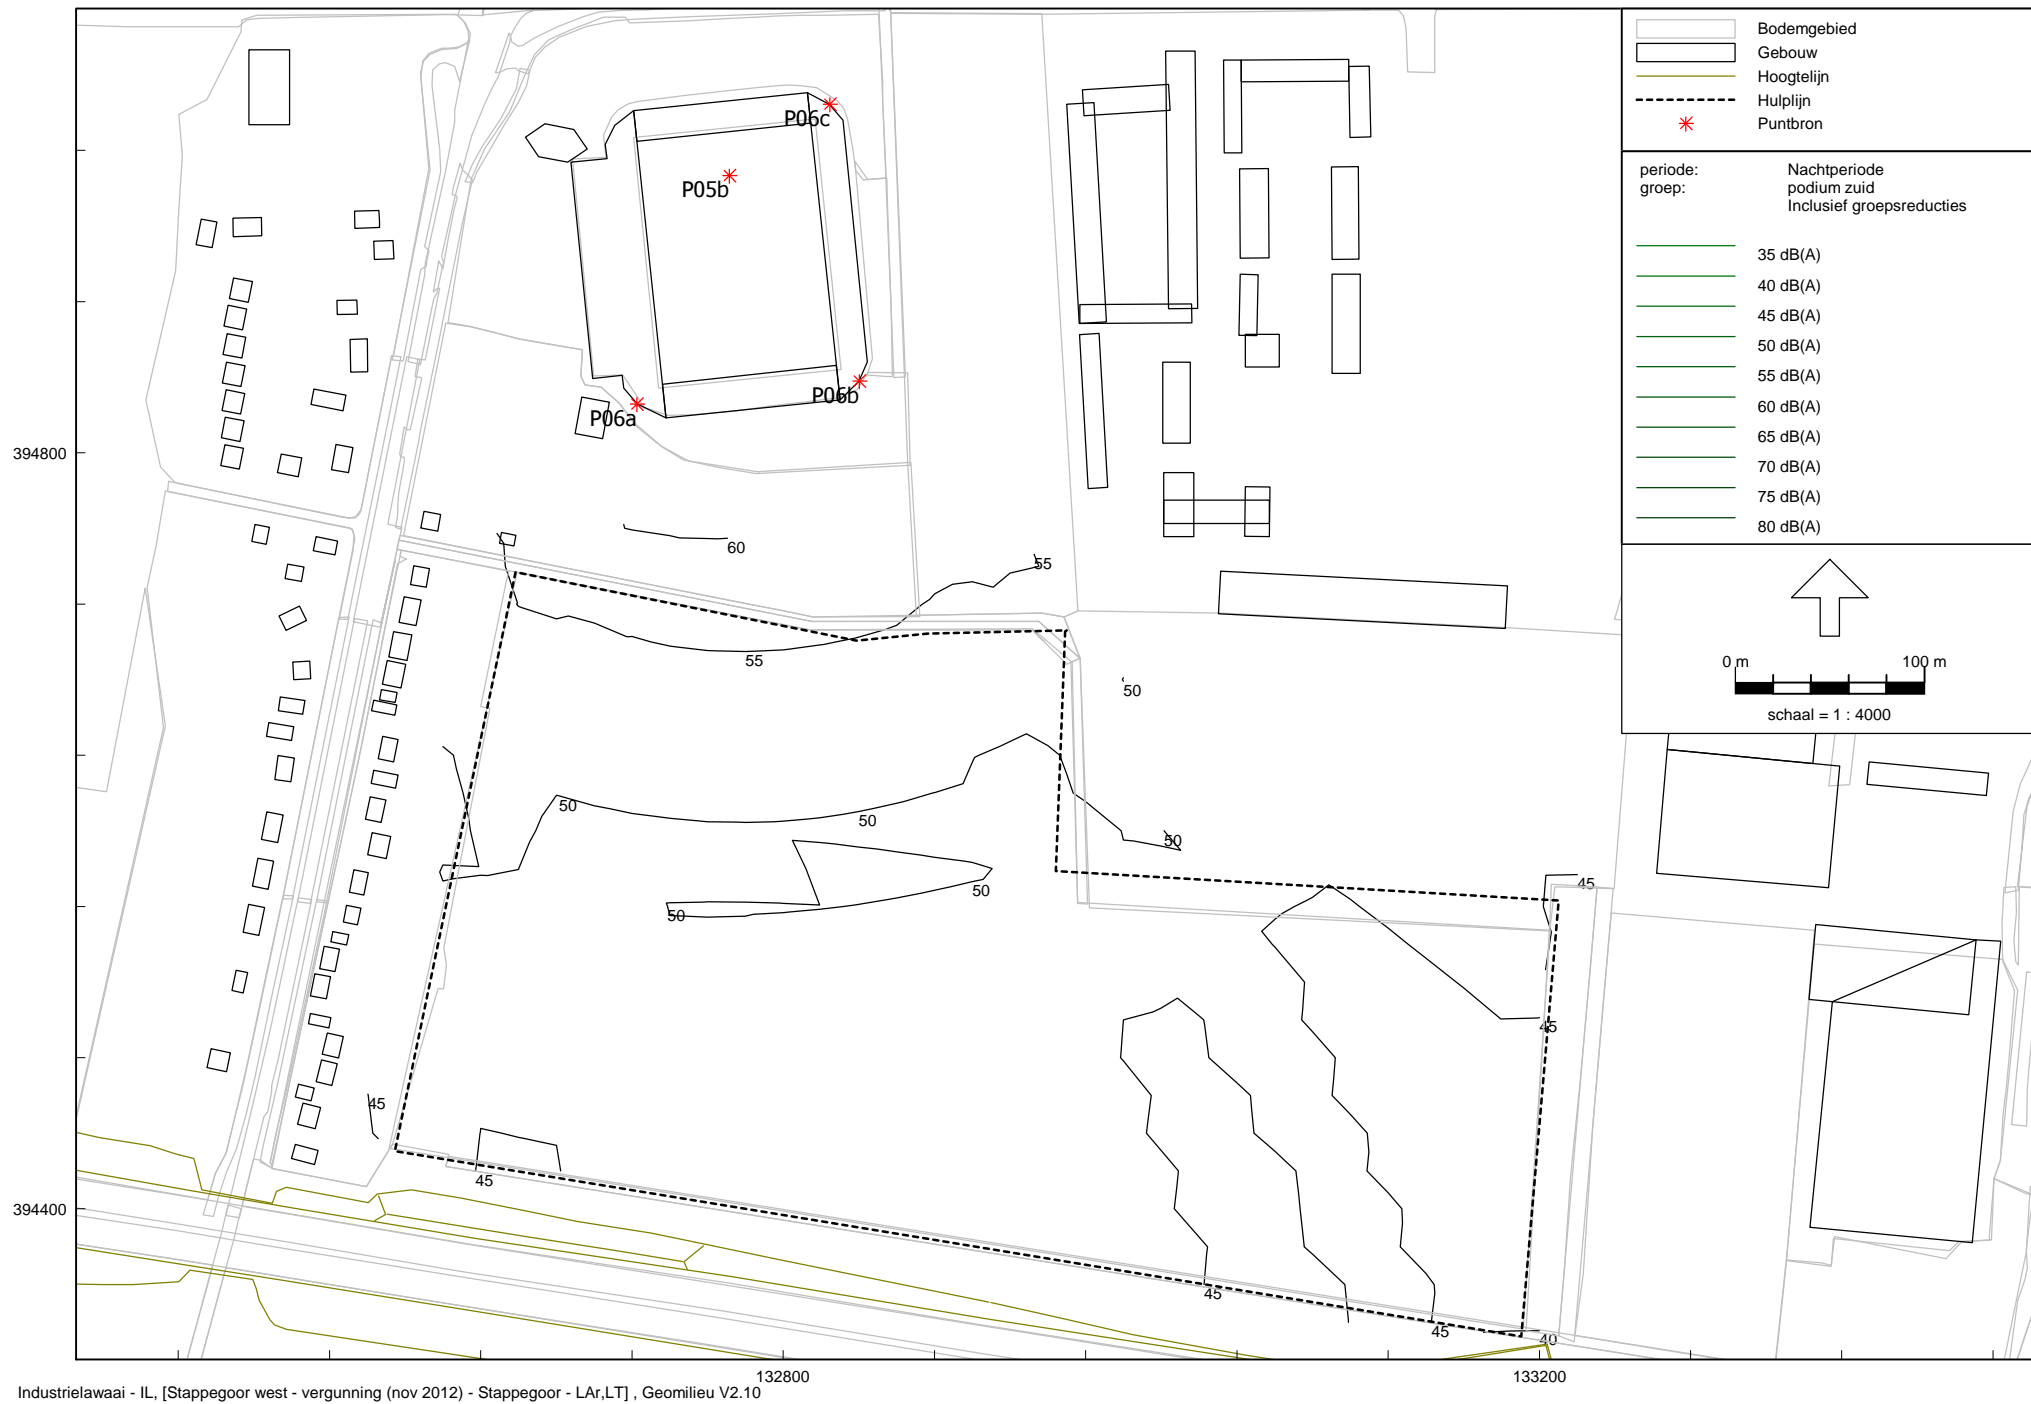 Bodemgebied
Gebouw
Hoogtelijn
Hulplijn
Puntbron
periode: Nachtperiode
groep: podium zuid
Inclusief groepsreducties
35 dB(A)
40 dB(A)
45 dB(A)
50 dB(A)
55 dB(A)
60 dB(A)
65 dB(A)
70 dB(A)
75 dB(A)
80 dB(A)
0 m 100 m
schaal = 1 : 4000
P06c
P05b
P06b
P06a
394800
60
55
55
50
50
50
50
50
50
45
45
45
45
394400
45
45
40
132800 133200
Industrielawaai - IL, [Stappegoor west - vergunning (nov 2012) - Stappegoor - LAr,LT] , Geomilieu V2.10